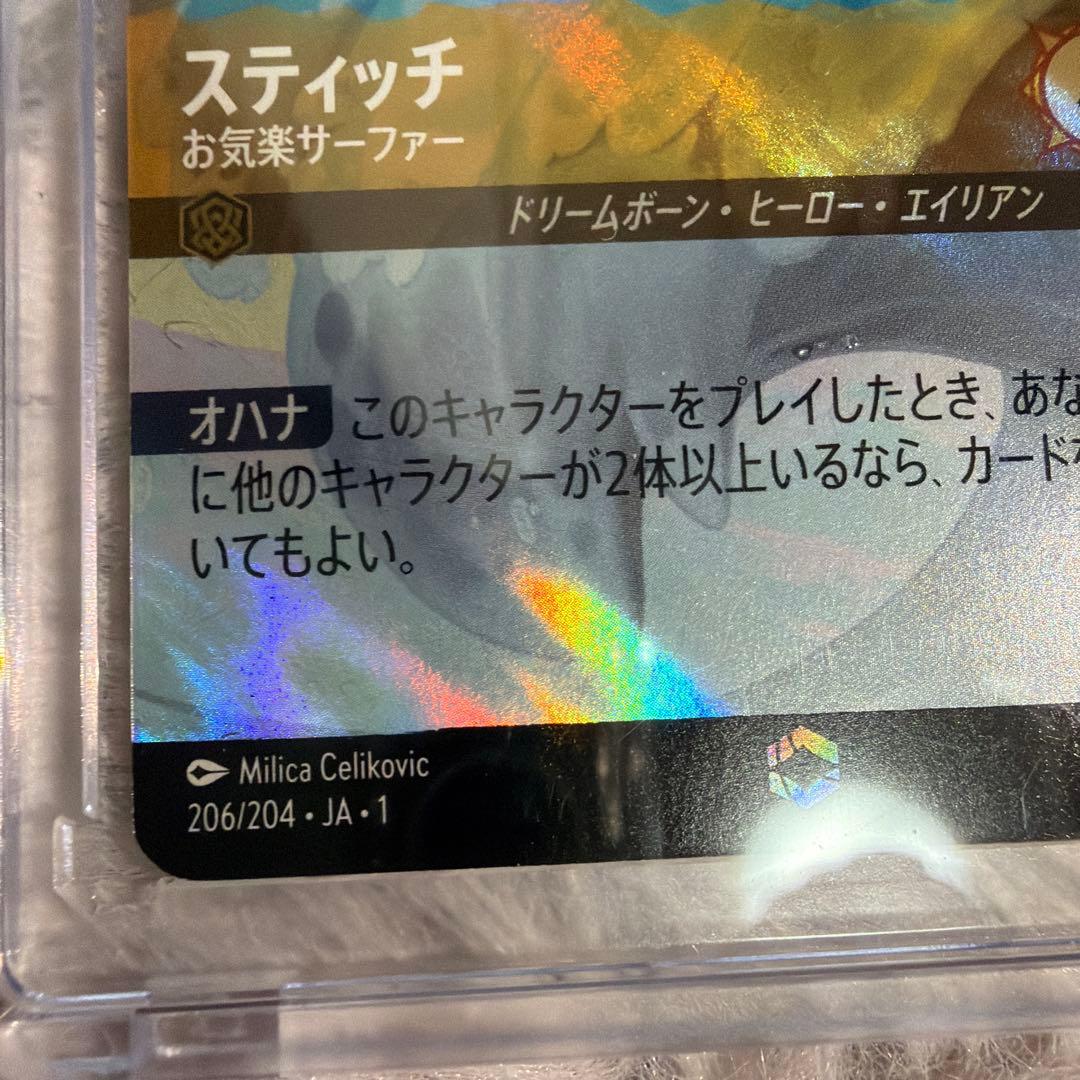 スティッチ
お気楽サーファー
ドリームボーン・ヒーロー・エイリアン
オハナ このキャラクターをプレイしたとき、あな
に他のキャラクターが2体以上いるなら、カード
いてもよい。
Milica Celikovic
206/204・JA・1